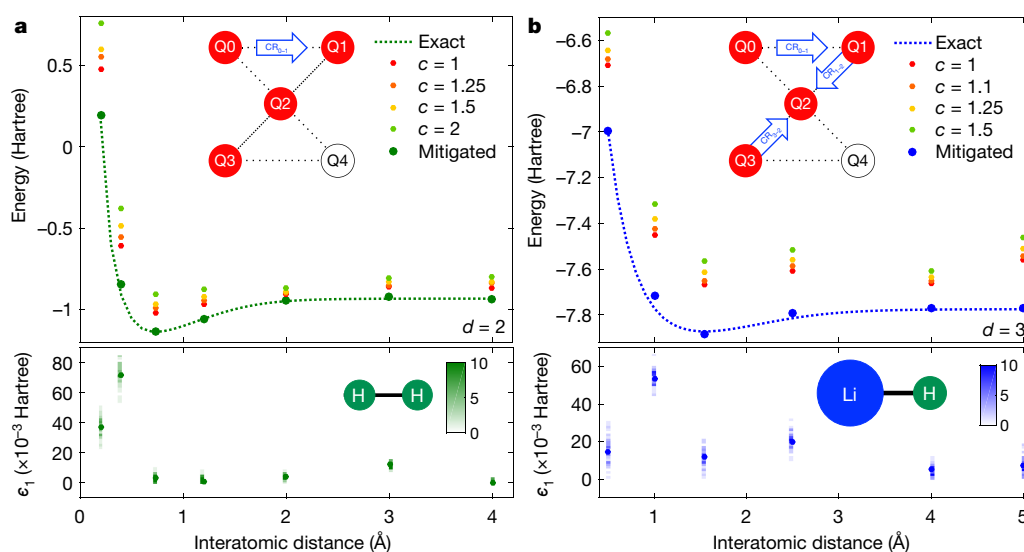 a
Energy (Hartree)
0.5
0
−0.5
−1
Q0
CR0–1
Q1
Q2
Q3
Q4
Exact
c = 1
c = 1.25
c = 1.5
c = 2
Mitigated
d = 2
ϵ1 (×10−3 Hartree)
80
60
40
20
0
H
H
10
5
0
0
1
2
3
4
Interatomic distance (Å)
b
Energy (Hartree)
−6.6
−6.8
−7
−7.2
−7.4
−7.6
−7.8
Q0
CR0–1
Q1
CR1–2
Q2
CR3–2
Q3
Q4
Exact
c = 1
c = 1.1
c = 1.25
c = 1.5
Mitigated
d = 3
ϵ1 (×10−3 Hartree)
60
40
20
0
Li
H
10
5
0
1
2
3
4
5
Interatomic distance (Å)